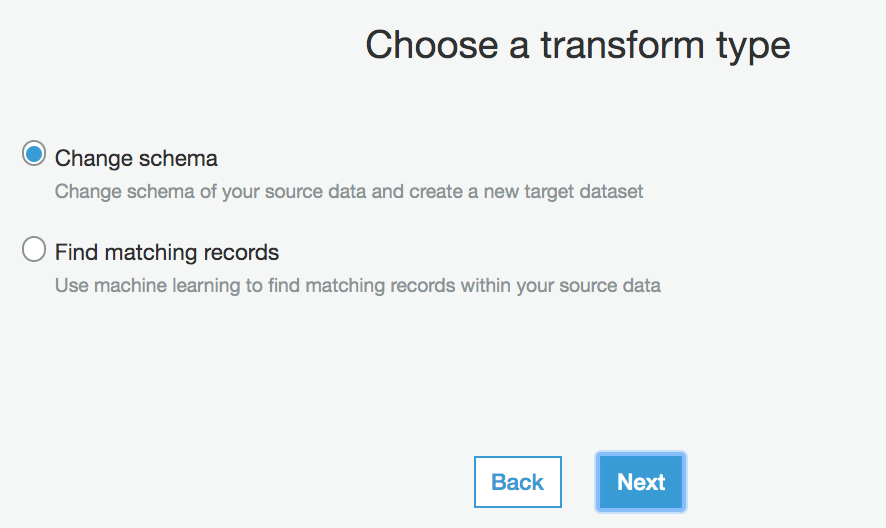 Choose a transform type
Change schema
Change schema of your source data and create a new target dataset
Find matching records
Use machine learning to find matching records within your source data
Back
Next